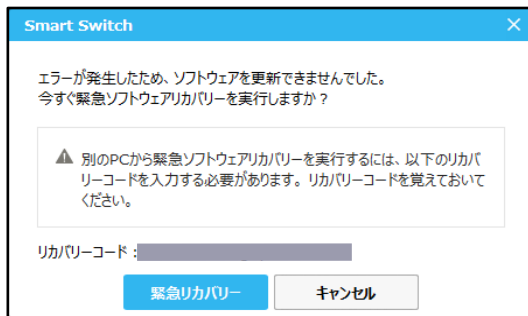 Smart Switch
エラーが発生したため、ソフトウェアを更新できませんでした。
今すぐ緊急ソフトウェアリカバリーを実行しますか？
別のPCから緊急ソフトウェアリカバリーを実行するには、以下のリカバ
リーコードを入力する必要があります。リカバリーコードを覚えておいて
ください。
リカバリーコード：
緊急リカバリー キャンセル